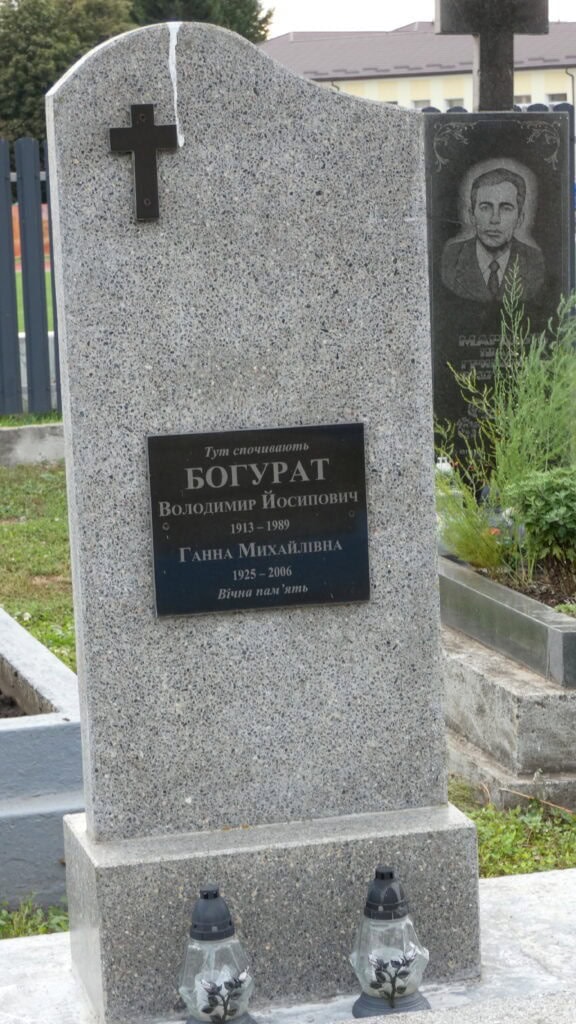 Тут спочивають
БОГУРАТ
Володимир Йосипович
1913 – 1989
Ганна Михайлівна
1925 – 2006
Вічна пам'ять